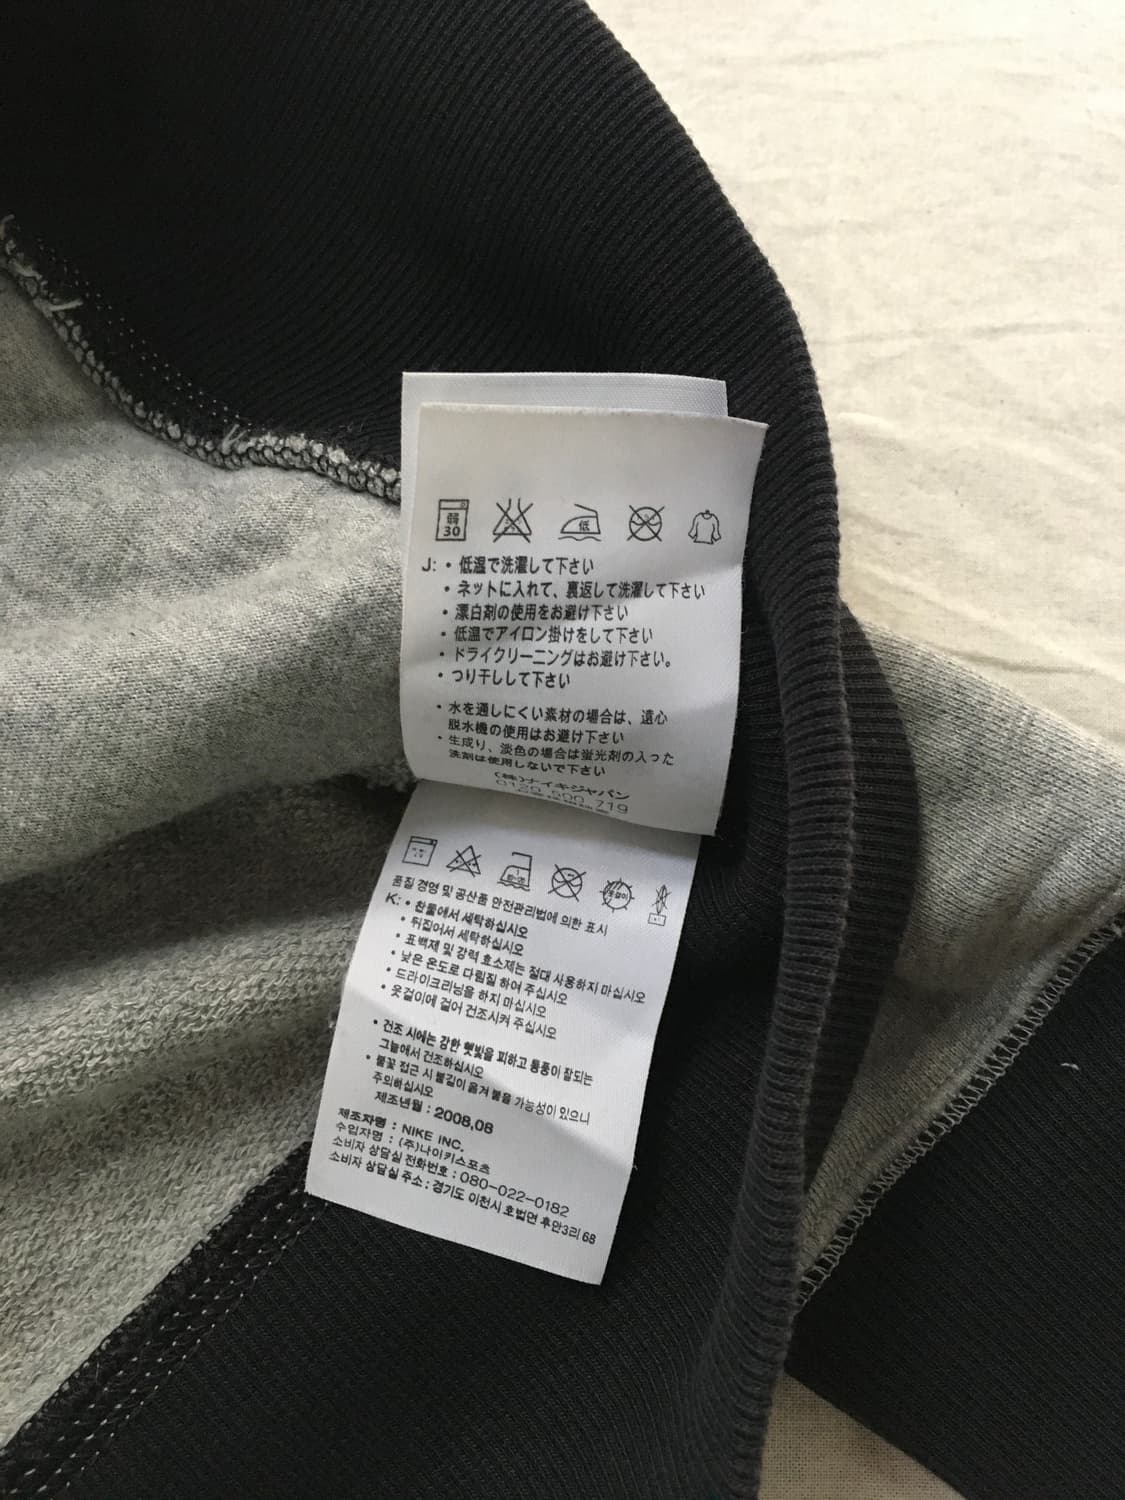 弱
30
低
J: ・低温で洗濯して下さい
・ネットに入れて、裏返して洗濯して下さい
・漂白剤の使用をお避け下さい
・低温でアイロン掛けをして下さい
・ドライクリーニングはお避け下さい。
・つり干しして下さい
・水を通しにくい素材の場合は、遠心
脱水機の使用はお避け下さい
・生成り、淡色の場合は蛍光剤の入った
洗剤は使用しないで下さい
(株)ナイキジャパン
0120 500 719
품질 경영 및 공산품 안전관리법에 의한 표시
K: • 찬물에서 세탁하십시오
• 뒤집어서 세탁하십시오
• 표백제 및 강력 효소제는 절대 사용하지 마십시오
• 낮은 온도로 다림질 하여 주십시오
• 드라이크리닝을 하지 마십시오
• 옷걸이에 걸어 건조시켜 주십시오
• 건조 시에는 강한 햇빛을 피하고 통풍이 잘되는
그늘에서 건조하십시오
• 불꽃 접근 시 불길이 옮겨 붙을 가능성이 있으니
주의하십시오
제조년월 : 2008.08
제조자명 : NIKE INC.
수입자명 : (주)나이키스포츠
소비자 상담실 전화번호 : 080-022-0182
소비자 상담실 주소 : 경기도 이천시 호법면 후안3리 68